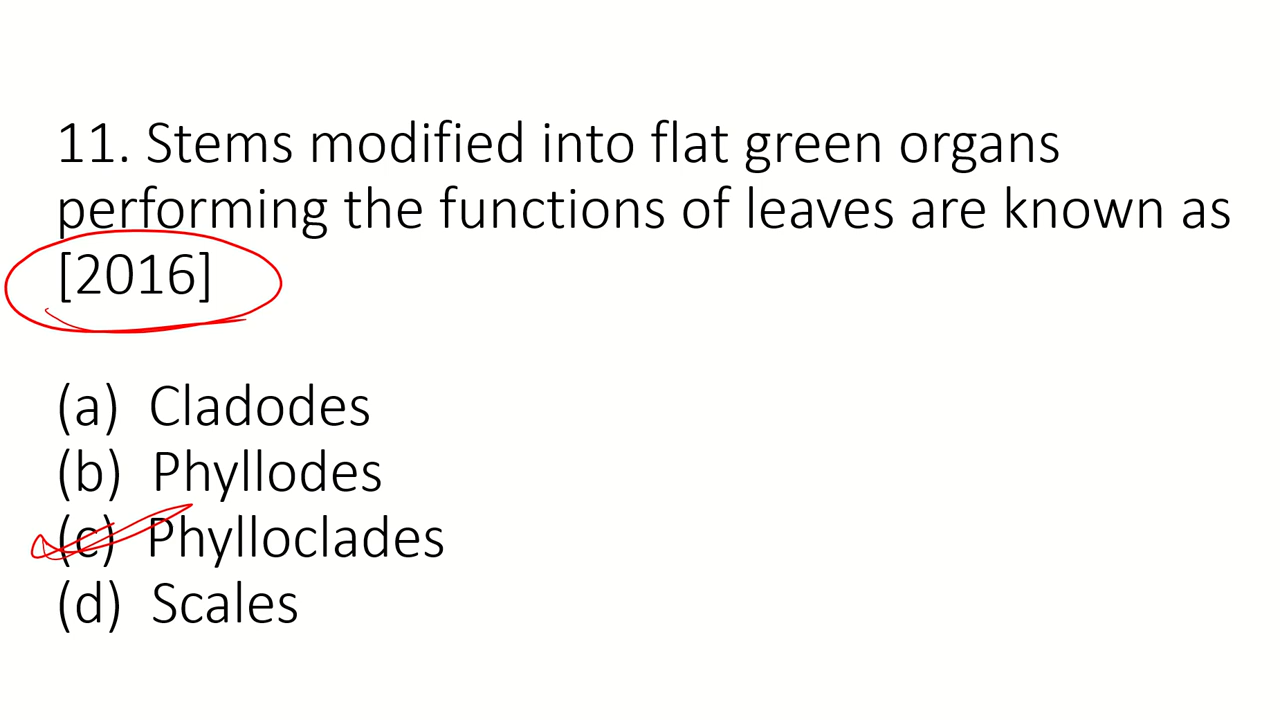 11. Stems modified into flat green organs
performing the functions of leaves are known as
[2016]
(a) Cladodes
(b) Phyllodes
(c) Phylloclades
(d) Scales